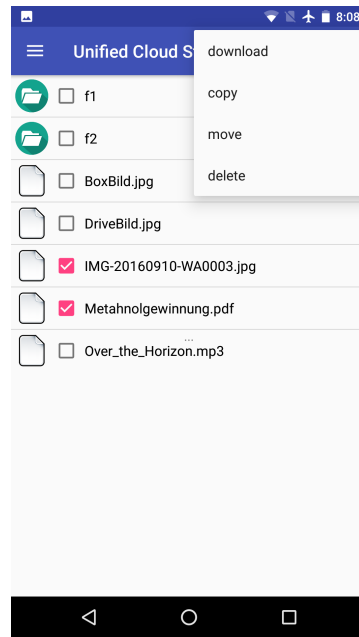 8:08
Unified Cloud S
download
copy
move
delete
f1
f2
BoxBild.jpg
DriveBild.jpg
IMG-20160910-WA0003.jpg
Metahnolgewinnung.pdf
...
Over_the_Horizon.mp3